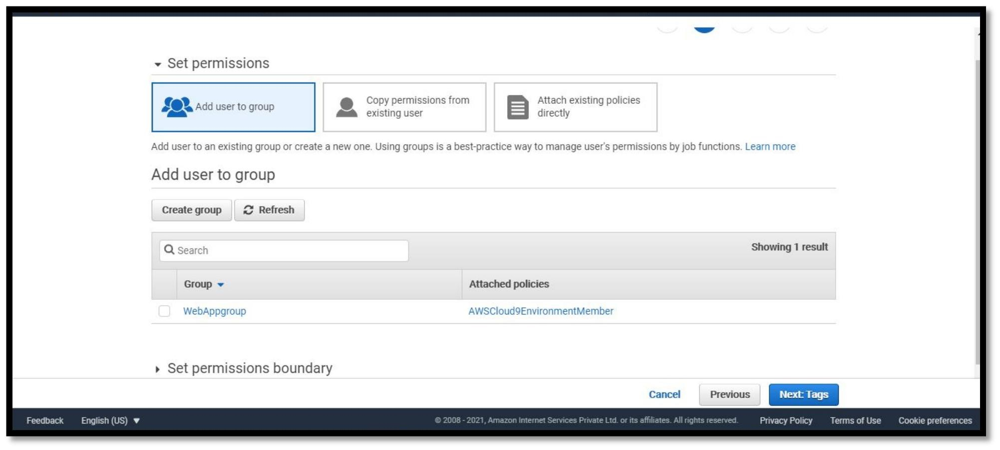 Set permissions
Add user to group
Copy permissions from
existing user
Attach existing policies
directly
Add user to an existing group or create a new one. Using groups is a best-practice way to manage user's permissions by job functions. Learn more
Add user to group
Create group
Refresh
Search
Showing 1 result
Group
Attached policies
WebAppgroup
AWSCloud9EnvironmentMember
Set permissions boundary
Cancel
Previous
Next: Tags
Feedback
English (US)
© 2008 - 2021, Amazon Internet Services Private Ltd. or its affiliates. All rights reserved.
Privacy Policy
Terms of Use
Cookie preferences